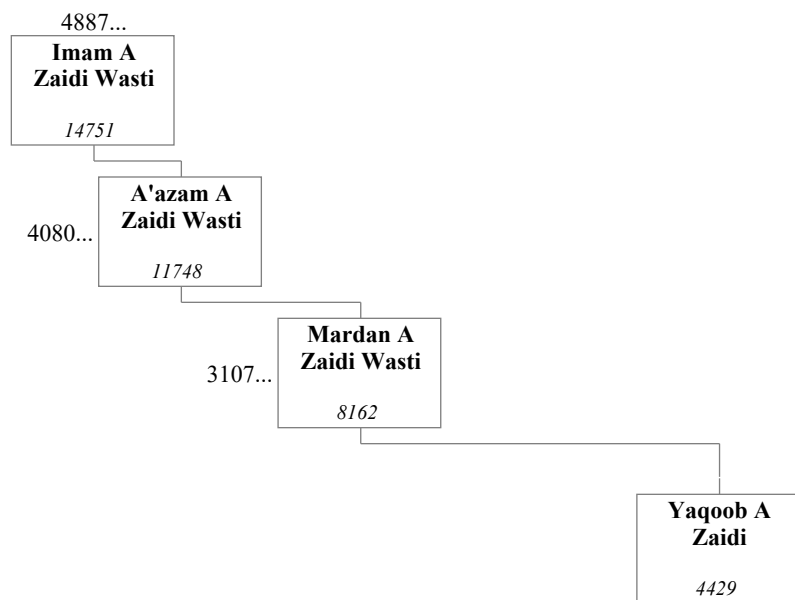 4887...
Imam A
Zaidi Wasti
14751
A'azam A
Zaidi Wasti
4080...
11748
Mardan A
Zaidi Wasti
3107...
8162
Yaqoob A
Zaidi
4429